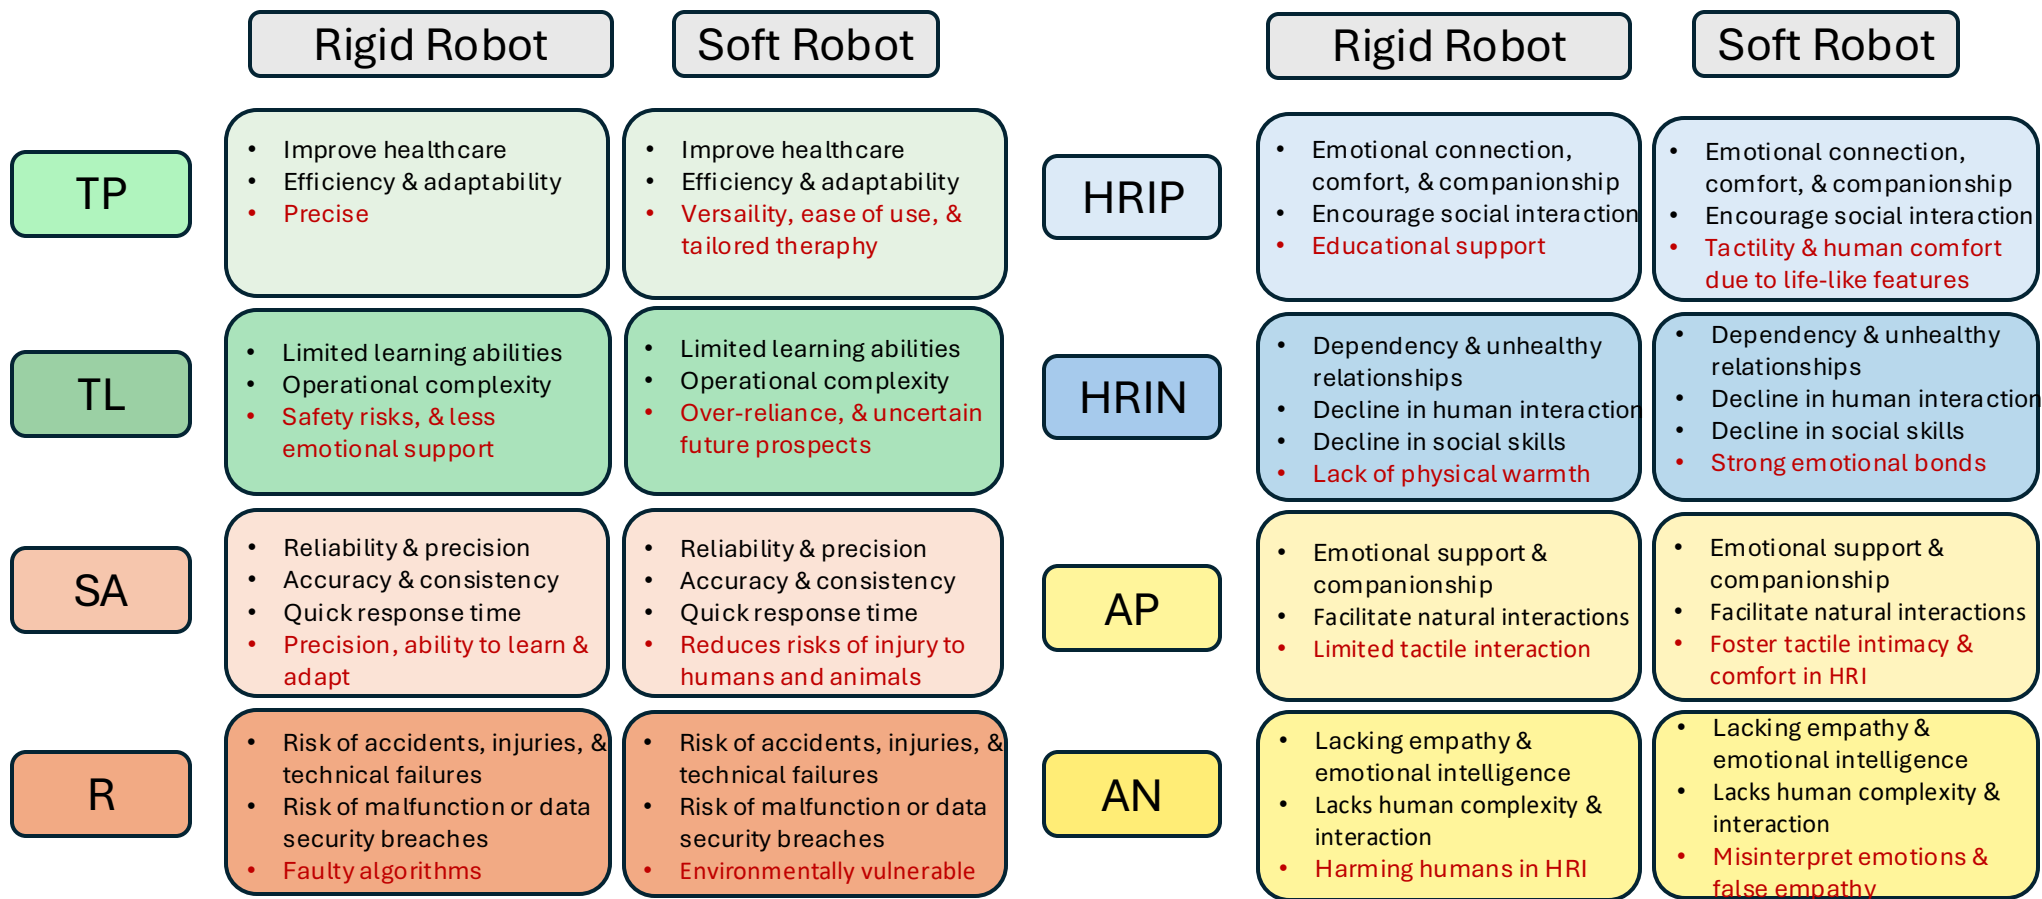 Rigid Robot
Soft Robot
TP
• Improve healthcare
• Efficiency & adaptability
• Precise
• Improve healthcare
• Efficiency & adaptability
• Versaility, ease of use, &
tailored theraphy
TL
• Limited learning abilities
• Operational complexity
• Safety risks, & less
emotional support
• Limited learning abilities
• Operational complexity
• Over-reliance, & uncertain
future prospects
SA
• Reliability & precision
• Accuracy & consistency
• Quick response time
• Precision, ability to learn &
adapt
• Reliability & precision
• Accuracy & consistency
• Quick response time
• Reduces risks of injury to
humans and animals
R
• Risk of accidents, injuries, &
technical failures
• Risk of malfunction or data
security breaches
• Faulty algorithms
• Risk of accidents, injuries, &
technical failures
• Risk of malfunction or data
security breaches
• Environmentally vulnerable
Rigid Robot
Soft Robot
HRIP
• Emotional connection,
comfort, & companionship
• Encourage social interaction
• Educational support
• Emotional connection,
comfort, & companionship
• Encourage social interaction
• Tactility & human comfort
due to life-like features
HRIN
• Dependency & unhealthy
relationships
• Decline in human interaction
• Decline in social skills
• Lack of physical warmth
• Dependency & unhealthy
relationships
• Decline in human interaction
• Decline in social skills
• Strong emotional bonds
AP
• Emotional support &
companionship
• Facilitate natural interactions
• Limited tactile interaction
• Emotional support &
companionship
• Facilitate natural interactions
• Foster tactile intimacy &
comfort in HRI
AN
• Lacking empathy &
emotional intelligence
• Lacks human complexity &
interaction
• Harming humans in HRI
• Lacking empathy &
emotional intelligence
• Lacks human complexity &
interaction
• Misinterpret emotions &
false empathy